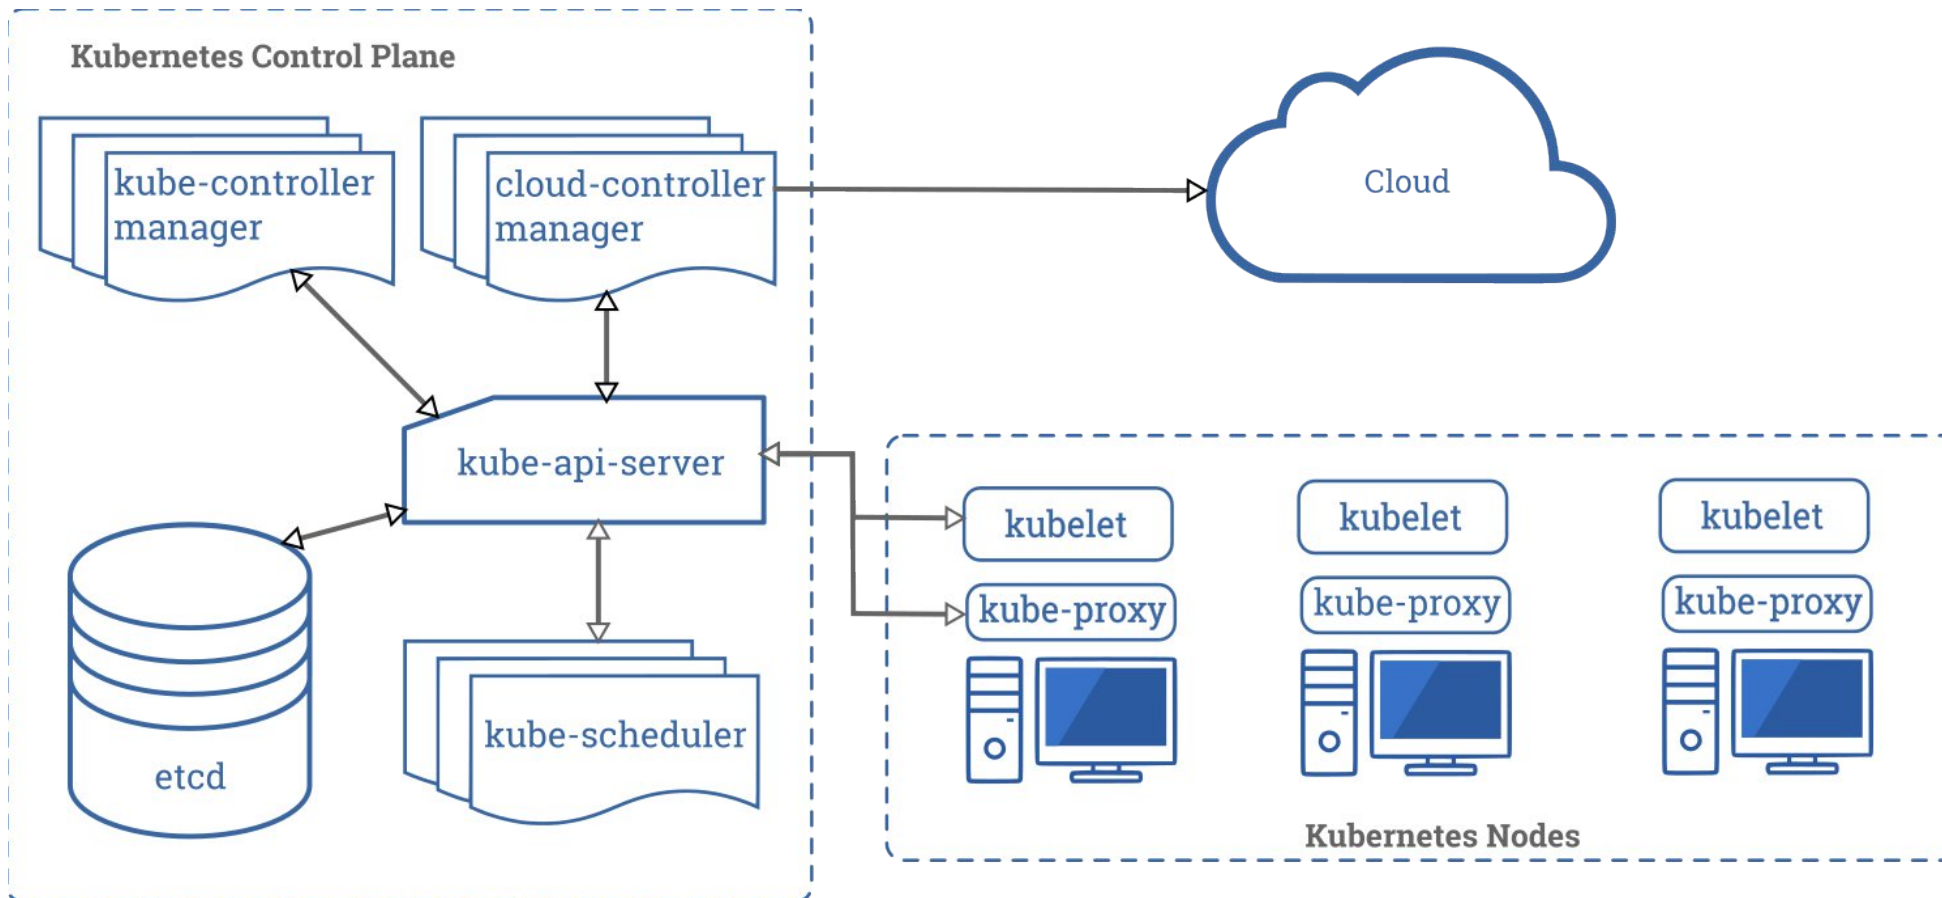 Kubernetes Control Plane
kube-controller
manager
cloud-controller
manager
Cloud
kube-api-server
etcd
kube-scheduler
kubelet
kube-proxy
kubelet
kube-proxy
kubelet
kube-proxy
Kubernetes Nodes